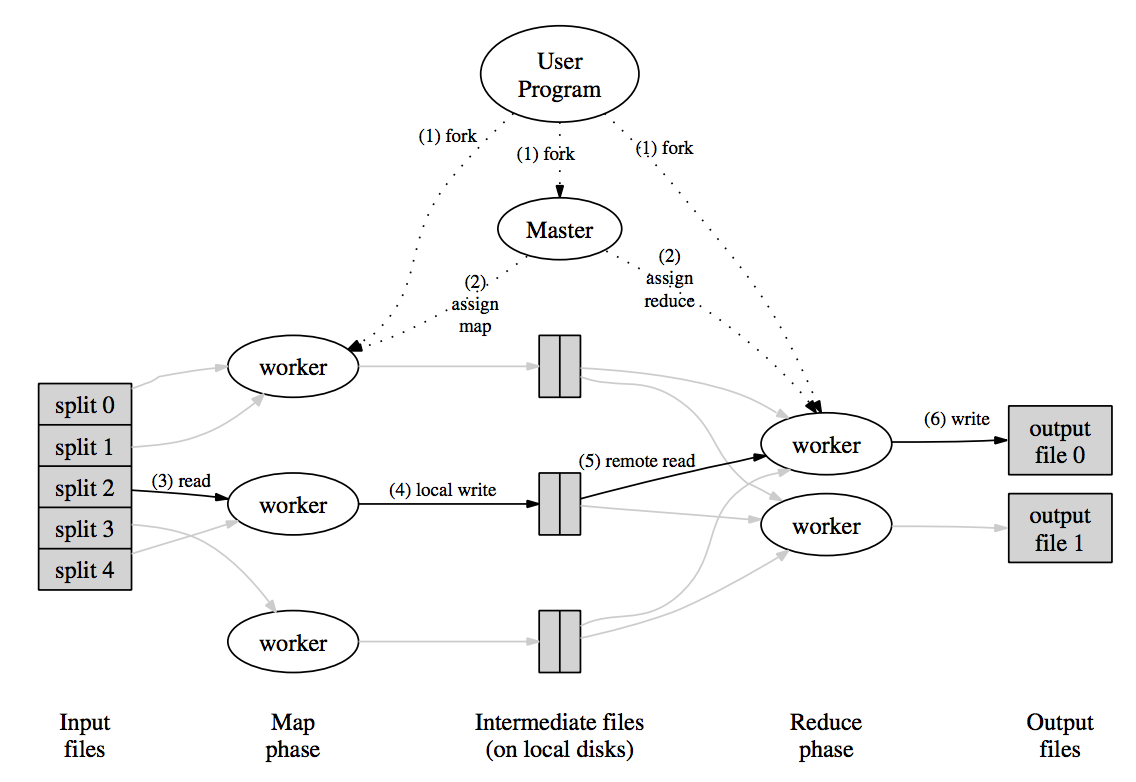 User
Program
(1) fork
(1) fork
(1) fork
Master
(2)
assign
map
(2)
assign
reduce
worker
split 0
split 1
split 2
split 3
split 4
(3) read
worker
(4) local write
worker
(5) remote read
worker
(6) write
output
file 0
worker
output
file 1
Input
files
Map
phase
Intermediate files
(on local disks)
Reduce
phase
Output
files